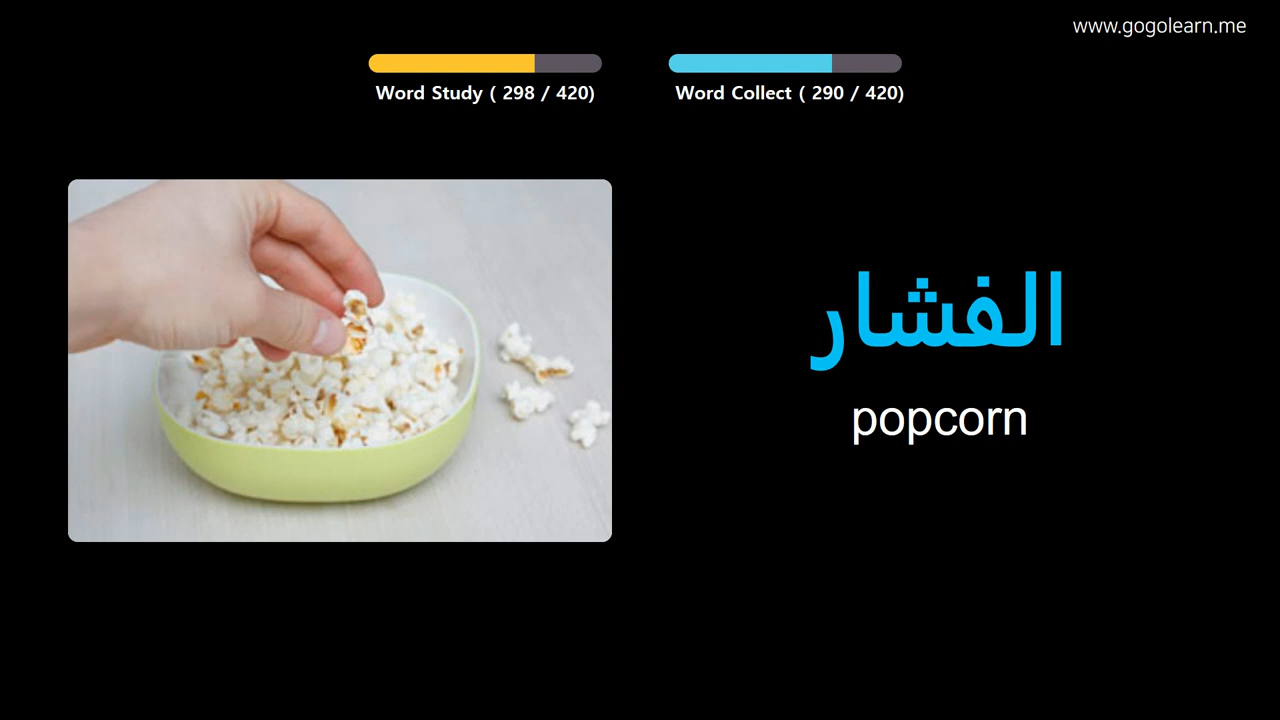 www.gogolearn.me
Word Study ( 298 / 420)
Word Collect ( 290 / 420)
الفشار
popcorn